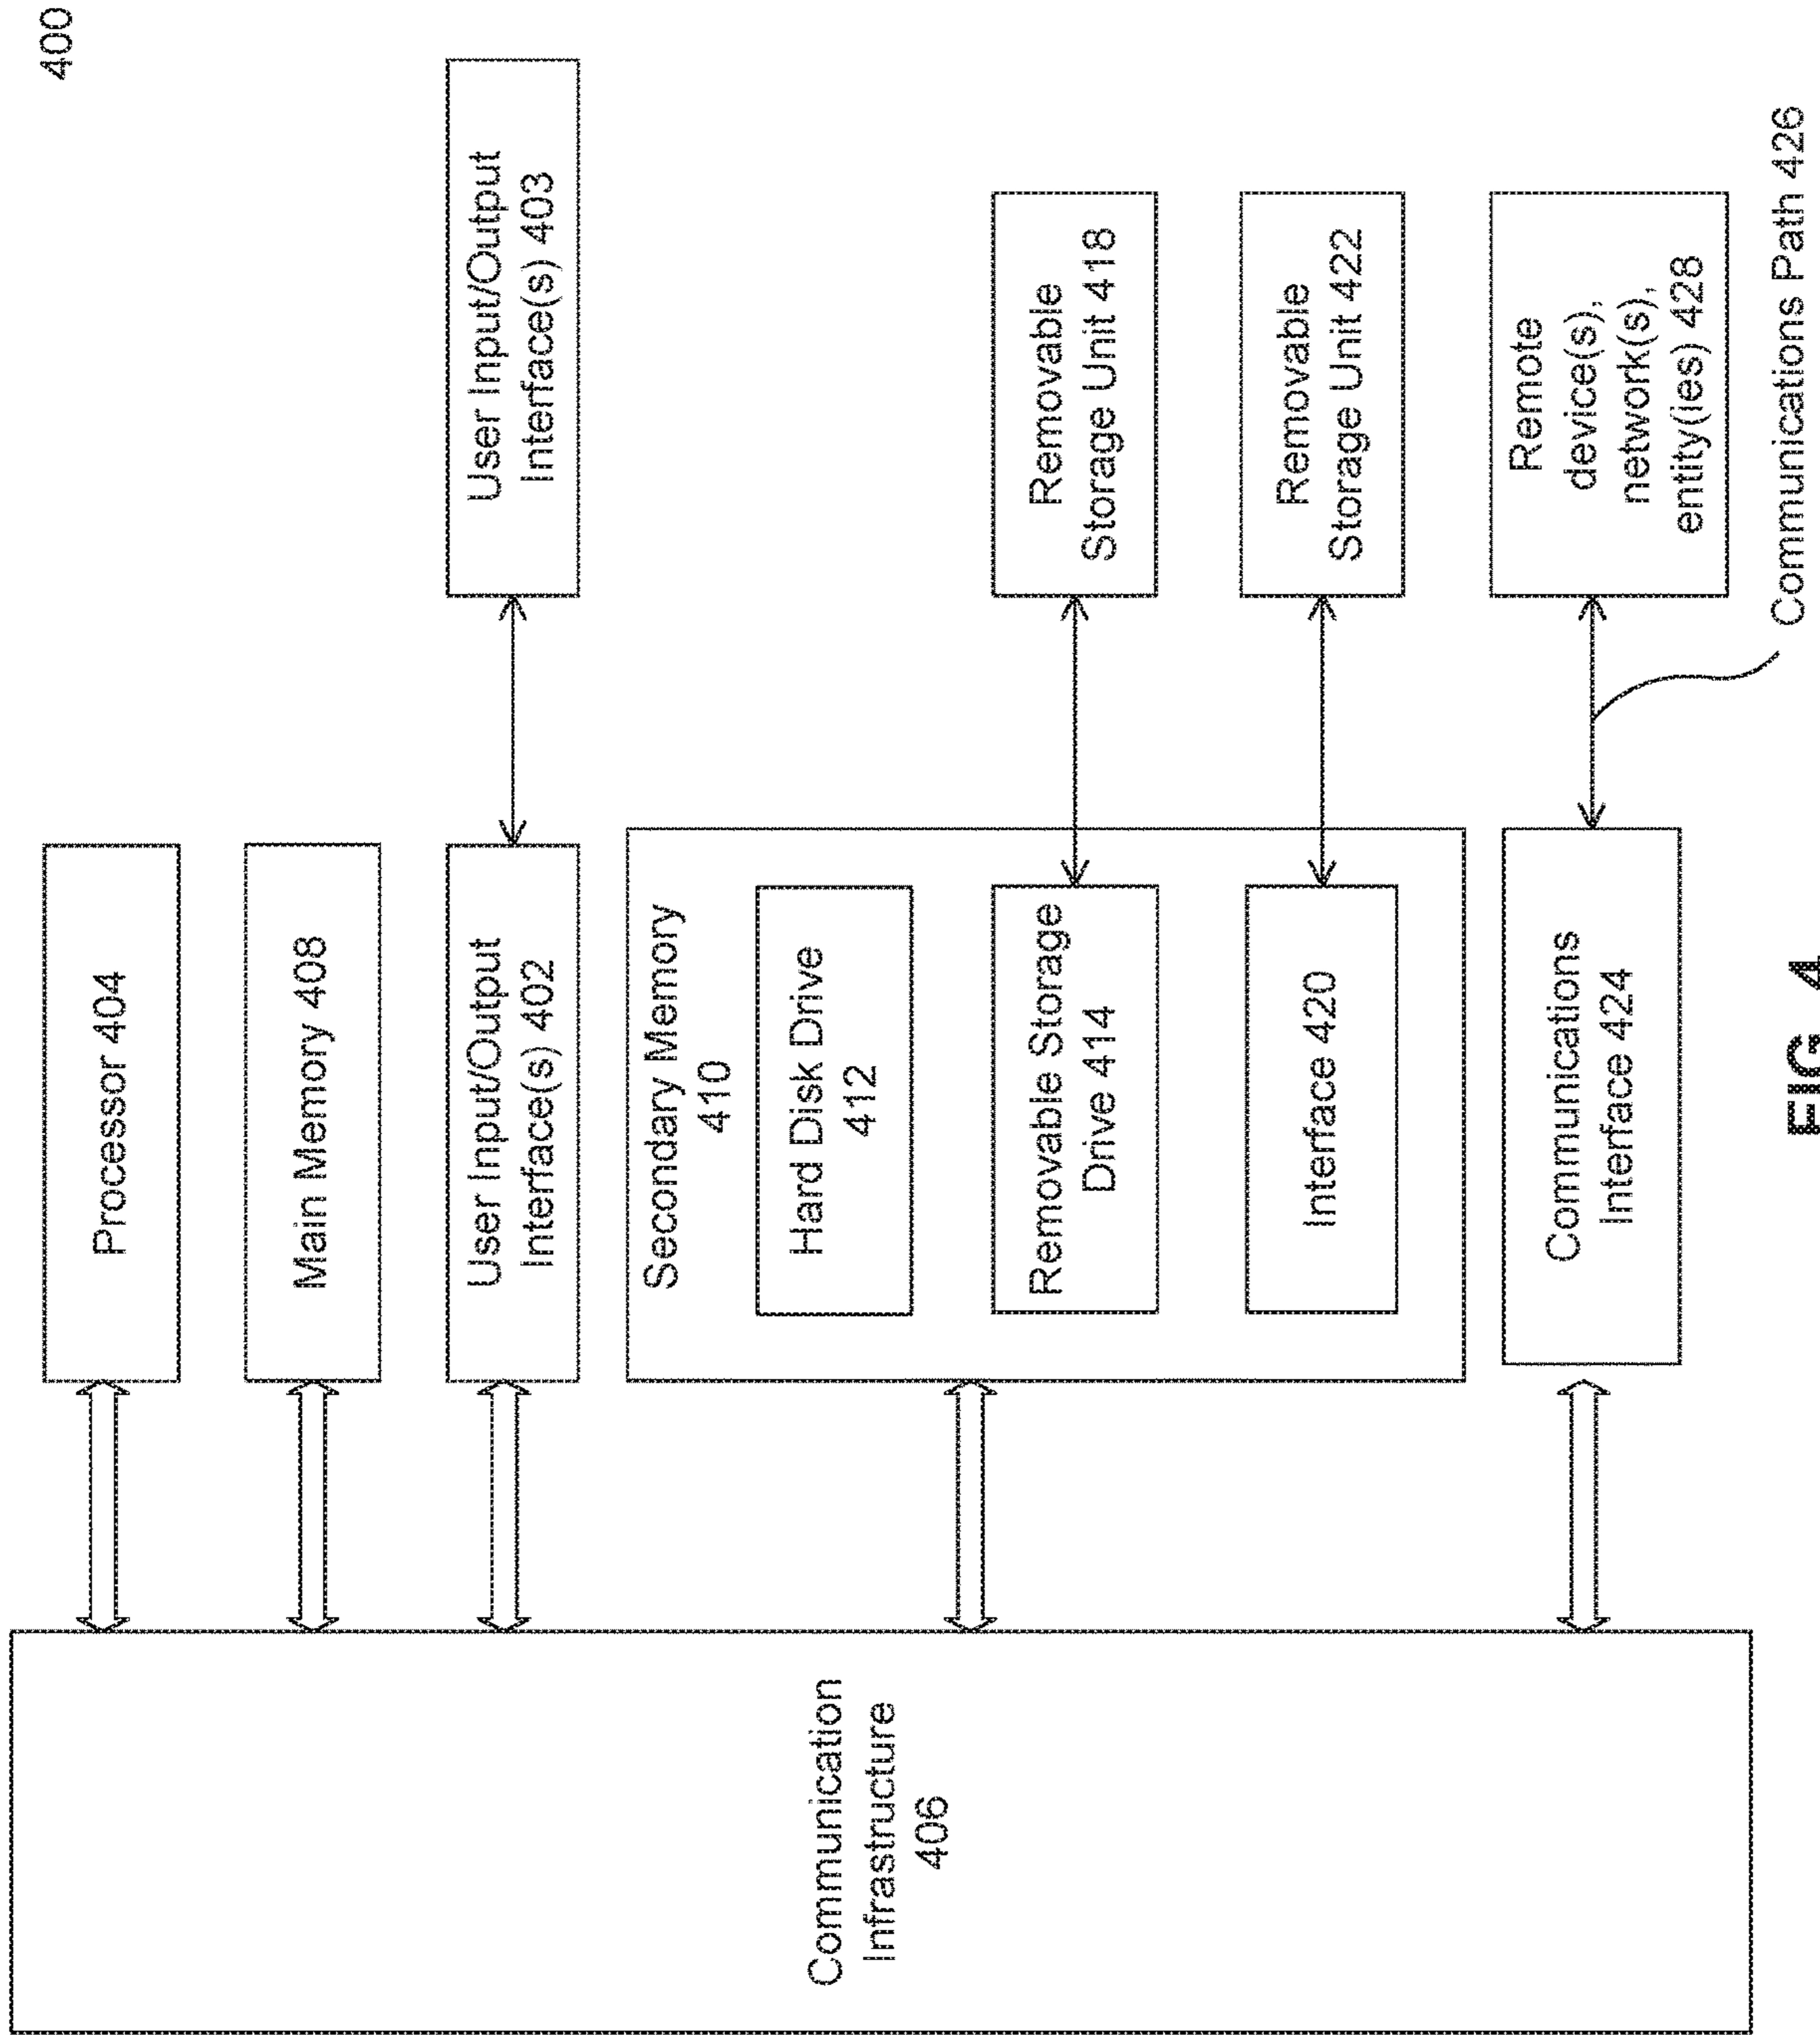 400
Processor 404
Main Memory 408
User Input/Output
Interface(s) 402
User Input/Output
Interface(s) 403
Secondary Memory
410
Hard Disk Drive
412
Removable Storage
Drive 414
Removable
Storage Unit 418
Interface 420
Removable
Storage Unit 422
Communications
Interface 424
Remote
device(s),
network(s),
entity(ies) 428
Communications Path 426
Communication
Infrastructure
406
FIG. 4